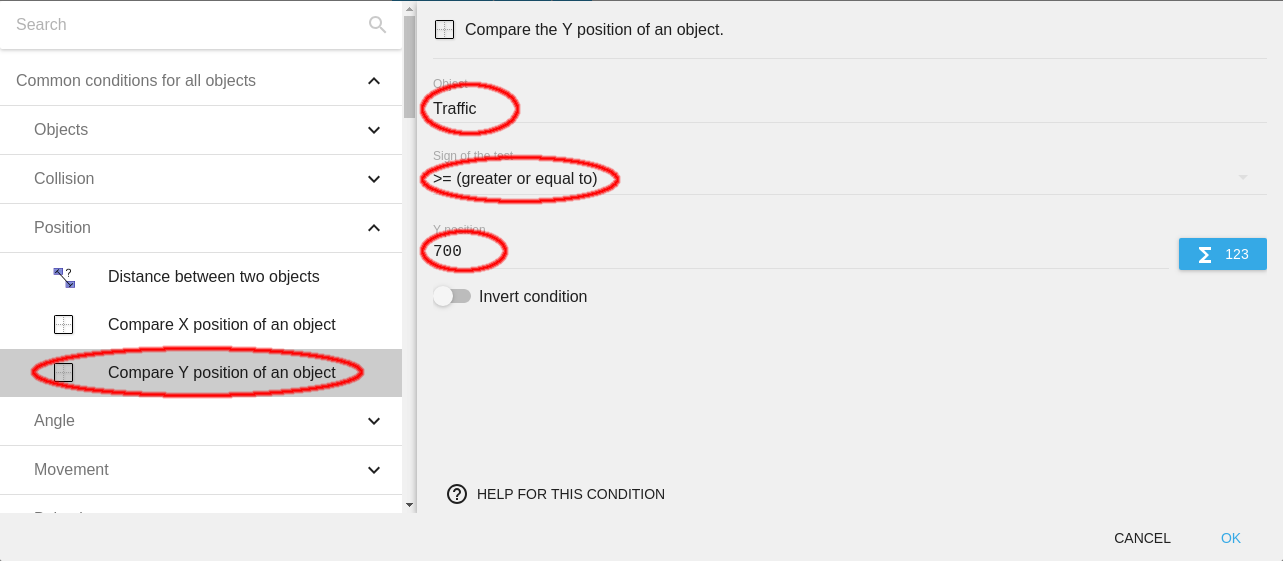 Search
Common conditions for all objects
Objects
Collision
Position
?
Distance between two objects
Compare X position of an object
Compare Y position of an object
Angle
Movement
Compare the Y position of an object.
Object
Traffic
Sign of the test
>= (greater or equal to)
Y position
700
Σ 123
Invert condition
? HELP FOR THIS CONDITION
CANCEL
OK